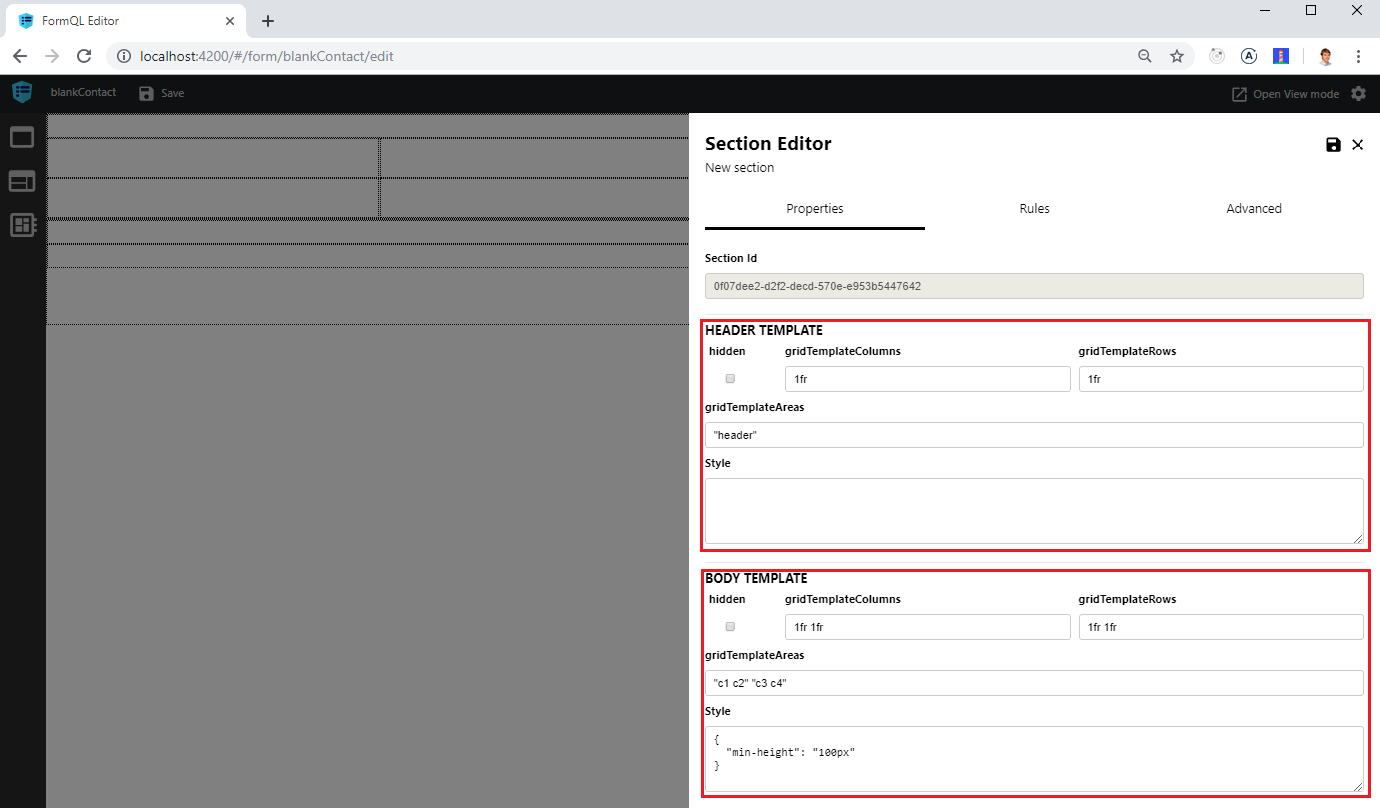 FormQL Editor
localhost:4200/#/form/blankContact/edit
blankContact
Save
Open View mode
Section Editor
New section
Properties Rules Advanced
Section Id
0f07dee2-d2f2-decd-570e-e953b5447642
HEADER TEMPLATE
hidden gridTemplateColumns gridTemplateRows
1fr 1fr
gridTemplateAreas
"header"
Style
BODY TEMPLATE
hidden gridTemplateColumns gridTemplateRows
1fr 1fr 1fr 1fr
gridTemplateAreas
"c1 c2" "c3 c4"
Style
{
"min-height": "100px"
}